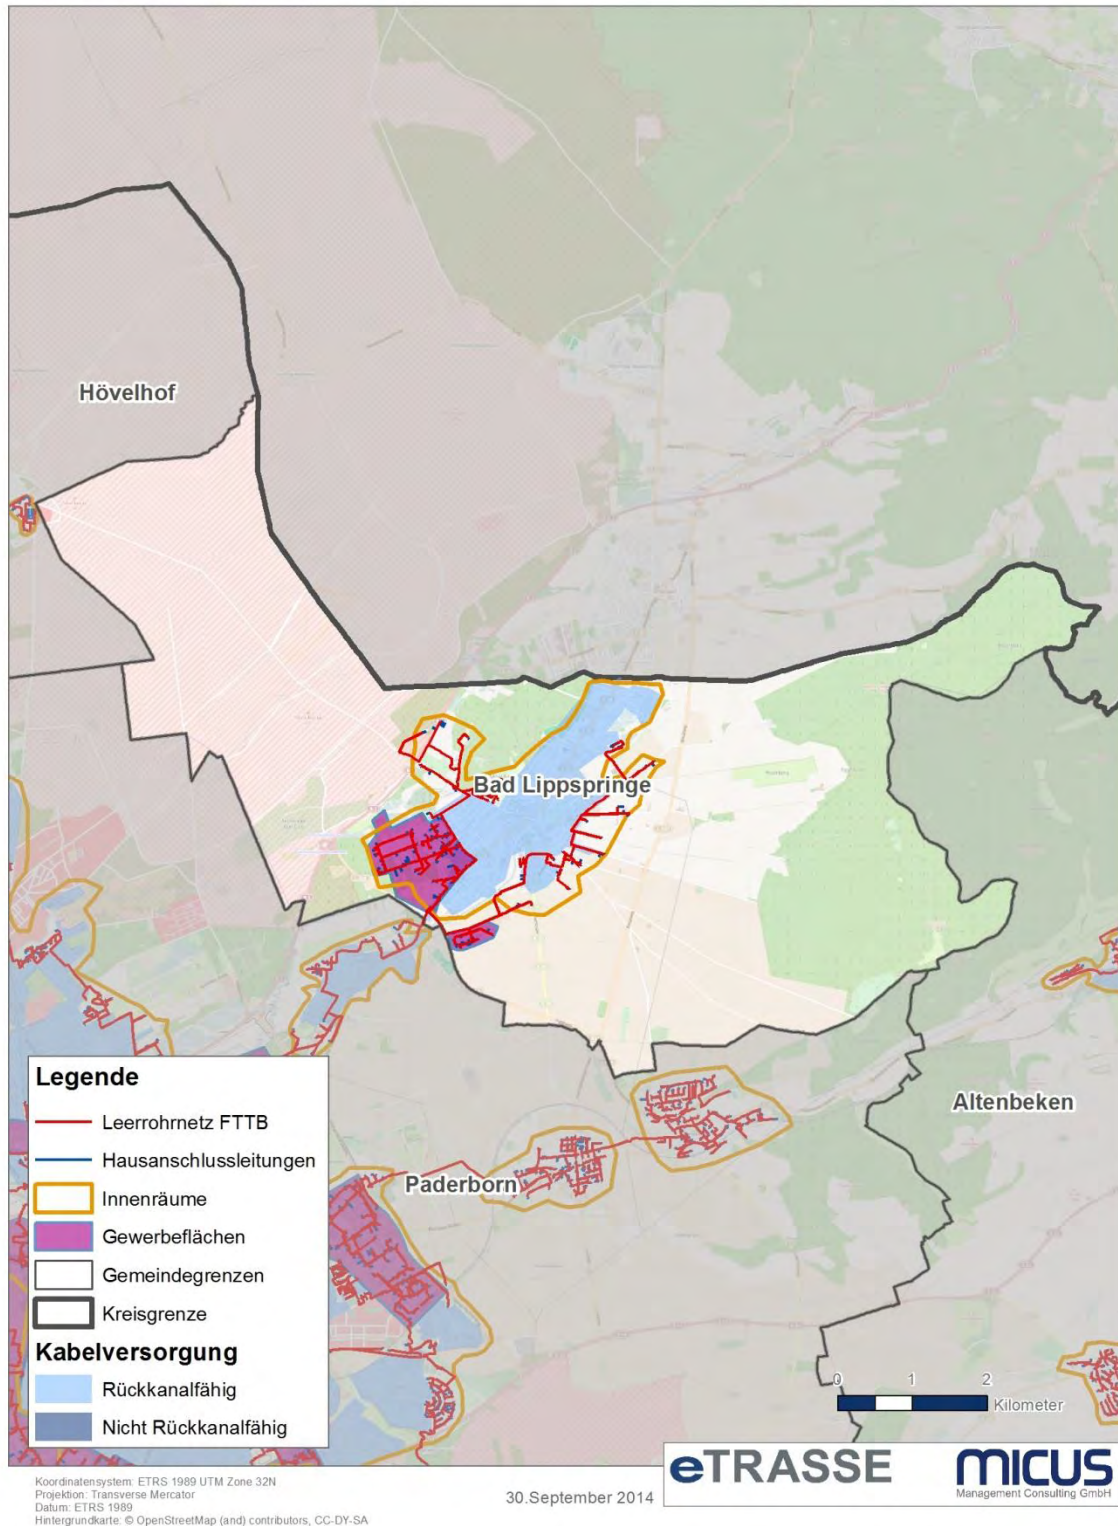 Hövelhof
Bad Lippspringe
Altenbeken
Paderborn
Legende
Leerrohrnetz FTTB
Hausanschlussleitungen
Innenräume
Gewerbeflächen
Gemeindegrenzen
Kreisgrenze
Kabelversorgung
Rückkanalfähig
Nicht Rückkanalfähig
0 1 2
Kilometer
eTRASSE
micus
Management Consulting GmbH
30.September 2014
Koordinatensystem: ETRS 1989 UTM Zone 32N
Projektion: Transverse Mercator
Datum: ETRS 1989
Hintergrundkarte: © OpenStreetMap (and) contributors, CC-DY-SA